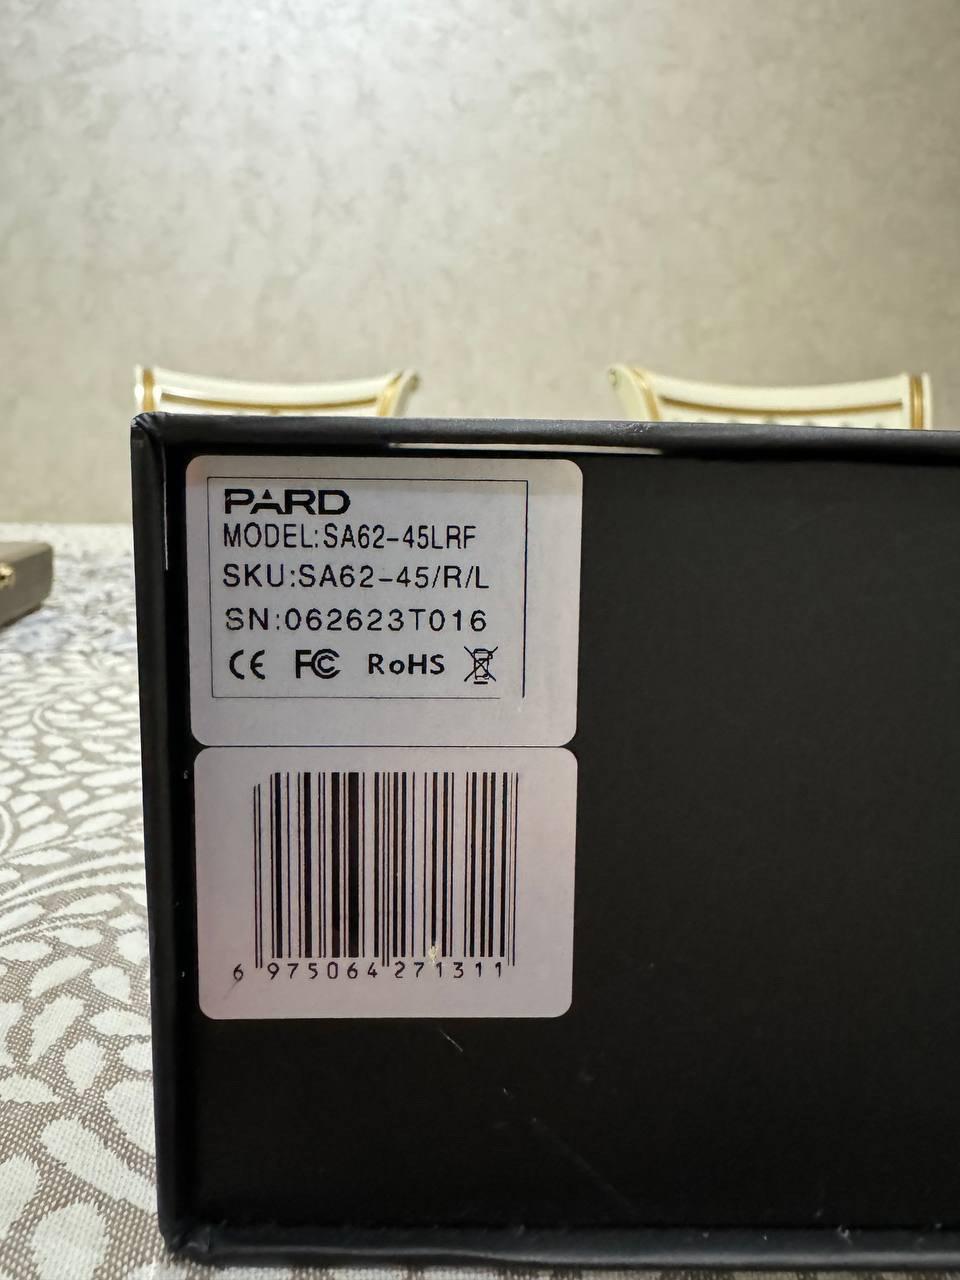 PARD
MODEL:SA62-45LRF
SKU:SA62-45/R/L
SN:062623T016
CE FC RoHS
6 975064 271311